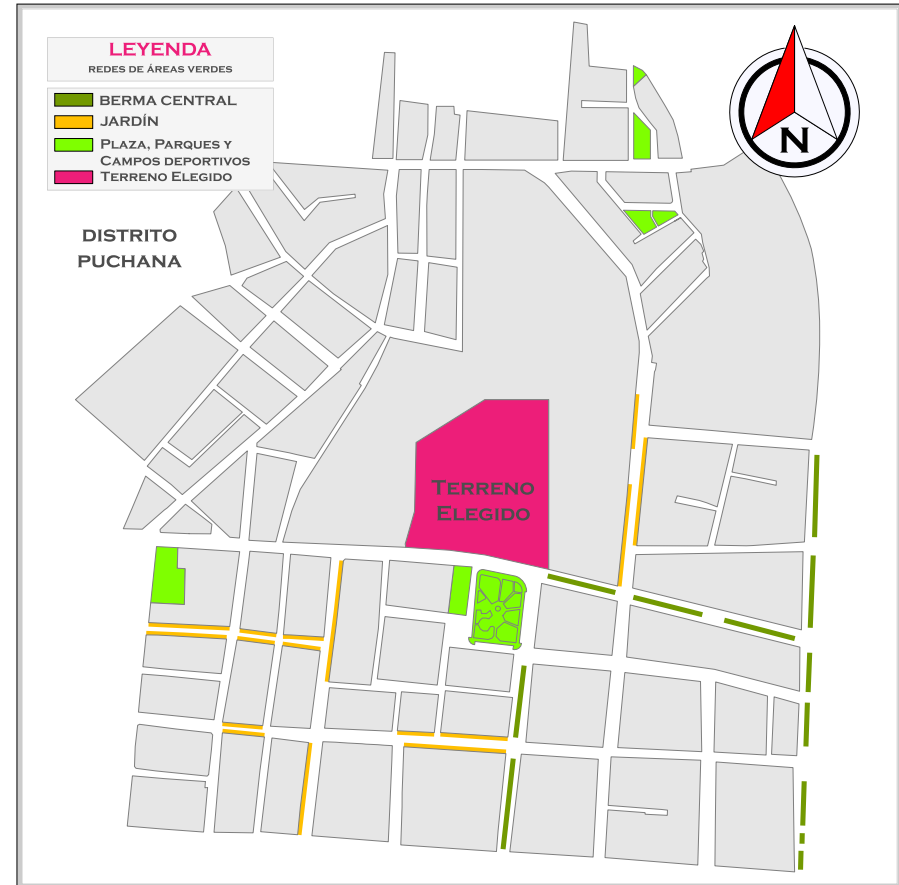 LEYENDA
REDES DE ÁREAS VERDES
BERMA CENTRAL
JARDÍN
PLAZA, PARQUES Y
CAMPOS DEPORTIVOS
TERRENO ELEGIDO
N
DISTRITO
PUCHANA
TERRENO
ELEGIDO